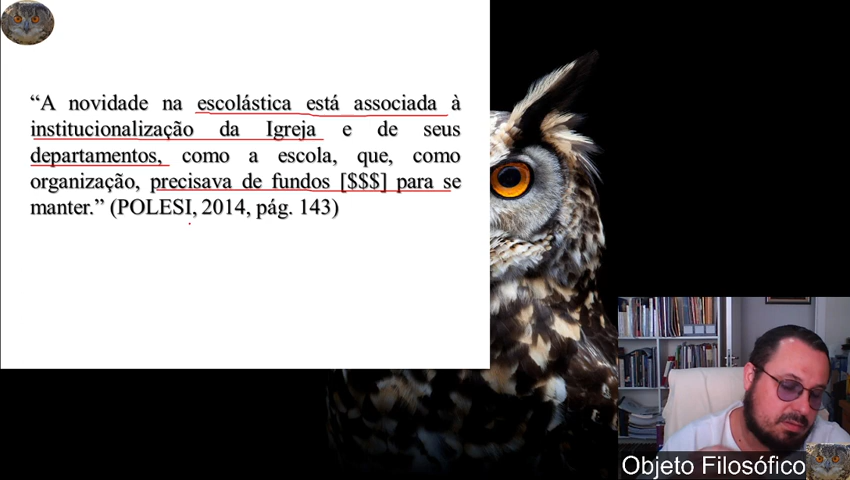 “A novidade na escolástica está associada à
institucionalização da Igreja e de seus
departamentos, como a escola, que, como
organização, precisava de fundos [$$$] para se
manter.” (POLESI, 2014, pág. 143)
Objeto Filosófico